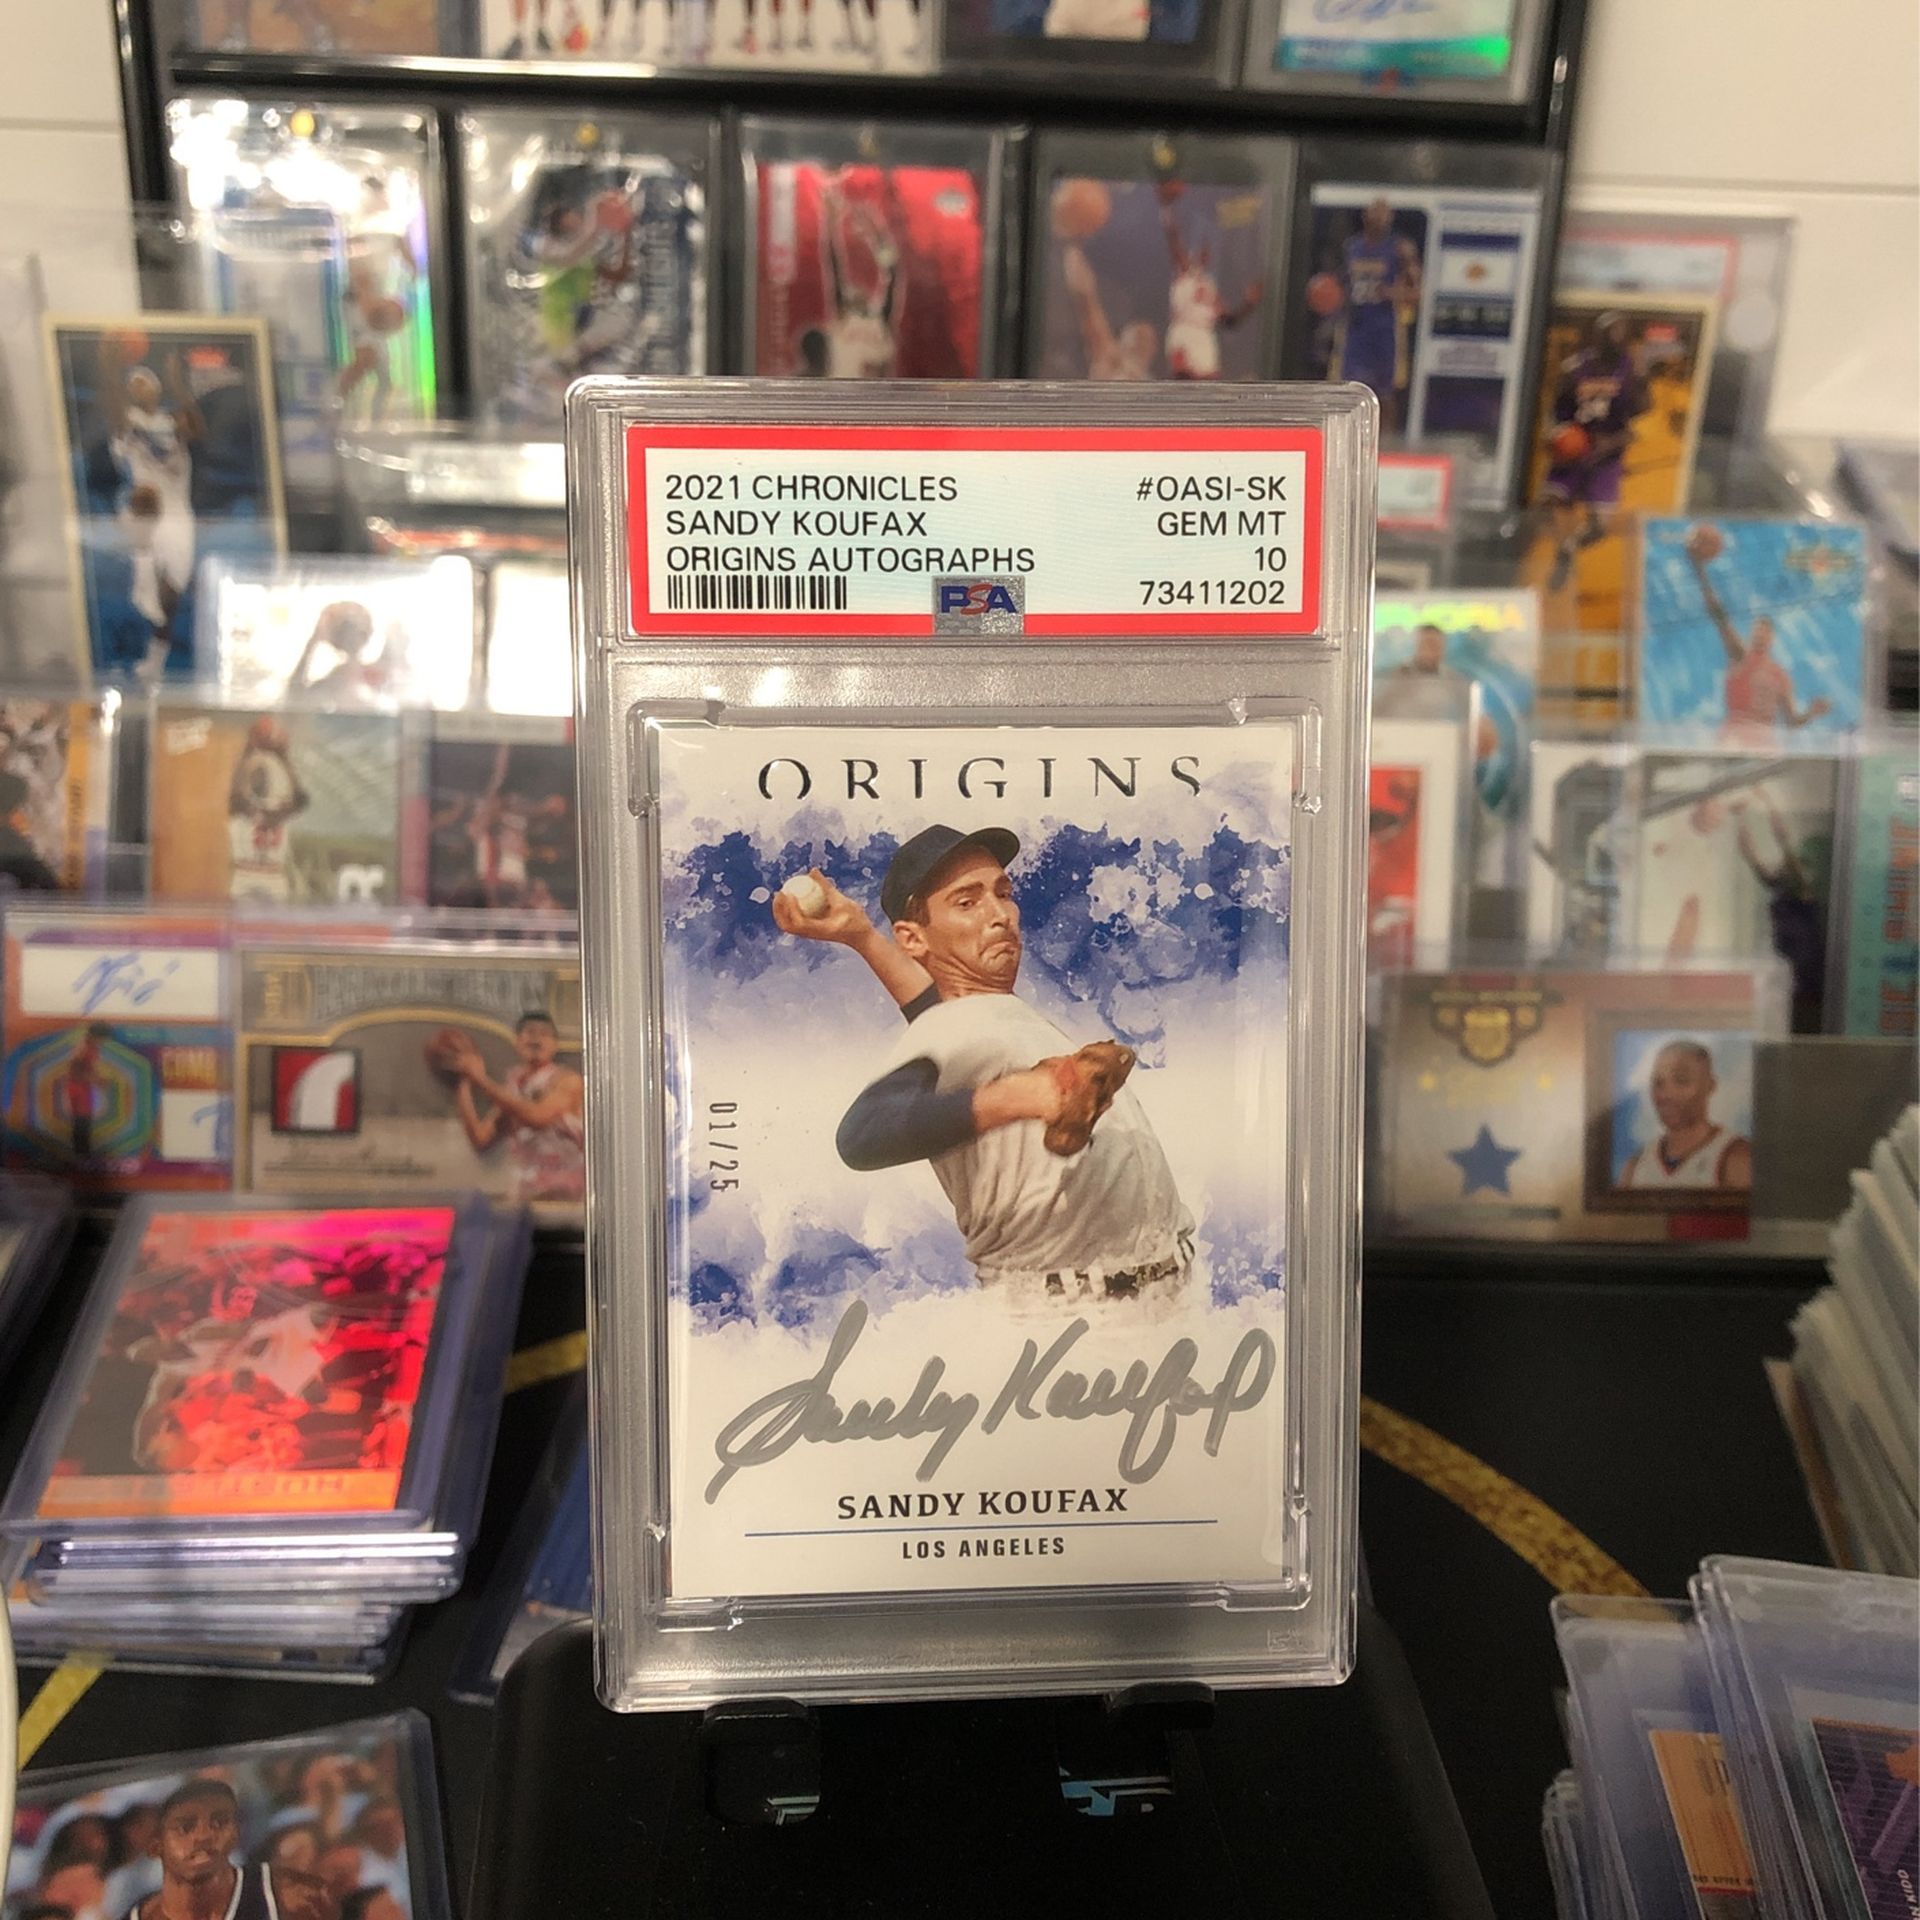 2021 CHRONICLES #OASI-SK
SANDY KOUFAX GEM MT
ORIGINS AUTOGRAPHS 10
PSA 73411202
ORIGINS
01/25
Sandy Koufax
SANDY KOUFAX
LOS ANGELES